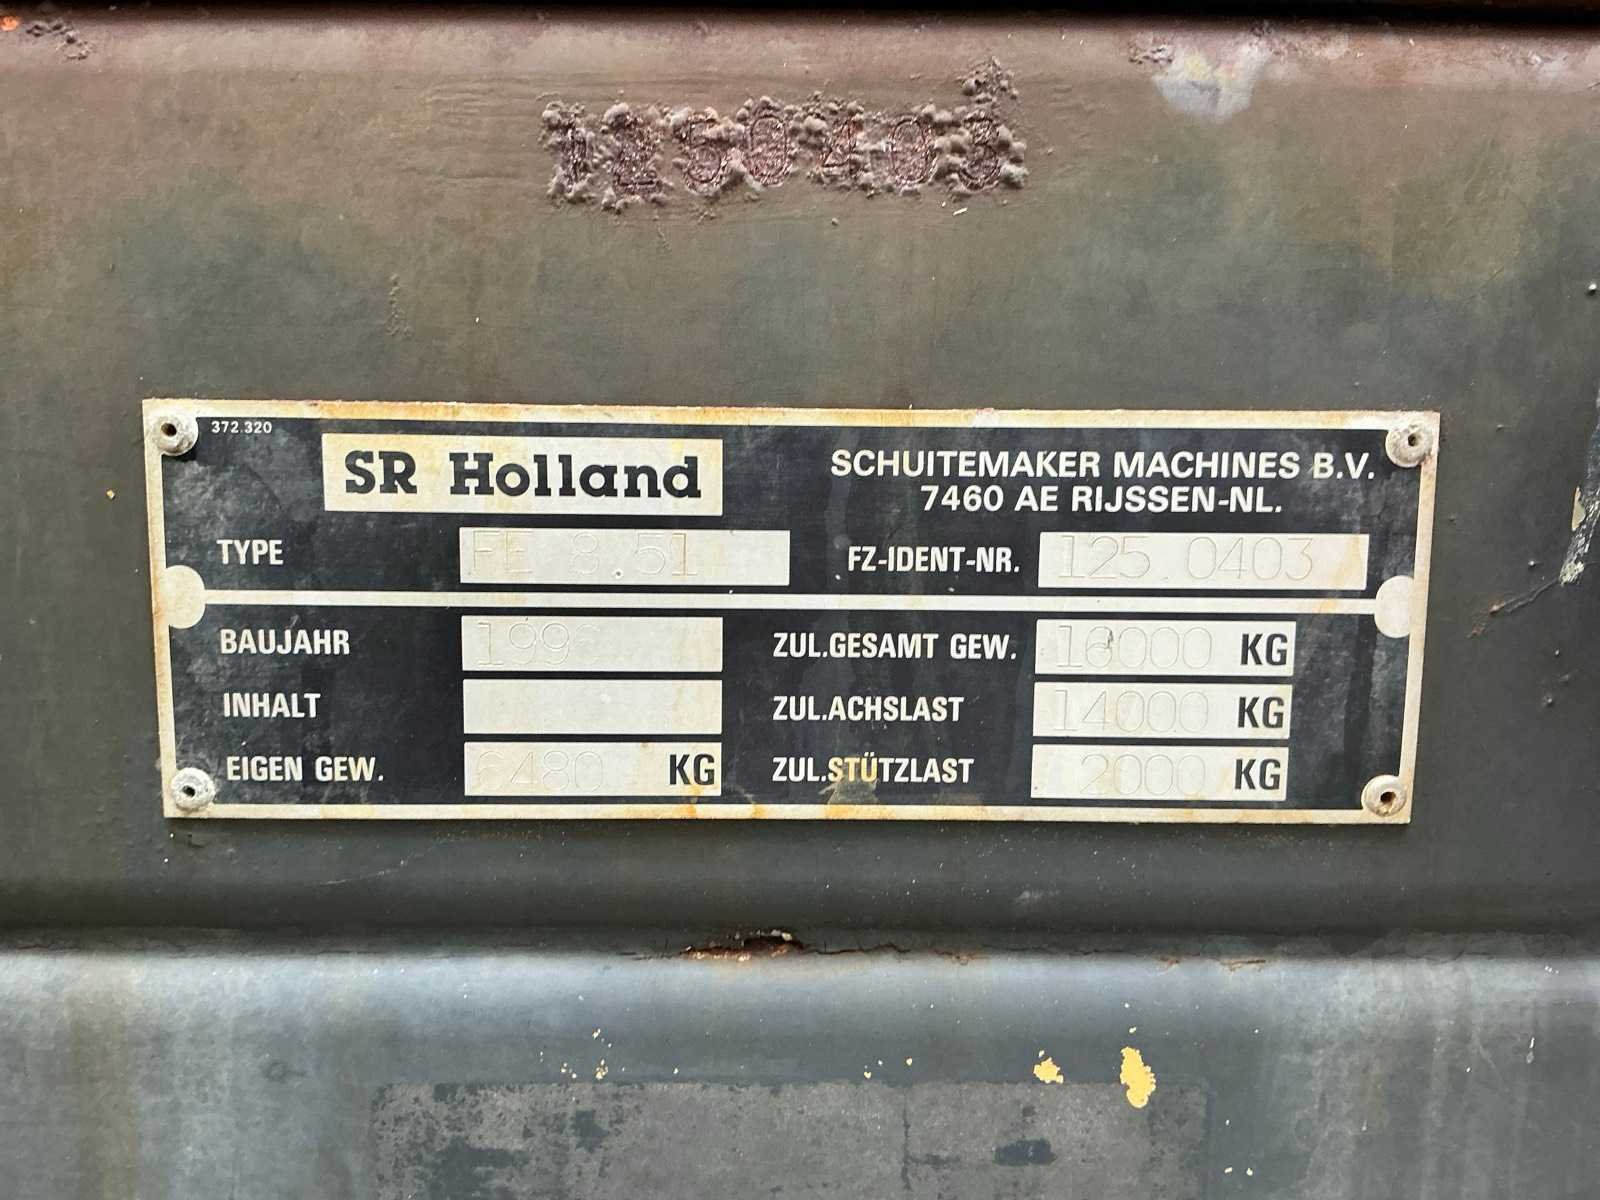 1250403
372.320
SR Holland
SCHUITEMAKER MACHINES B.V.
7460 AE RIJSSEN-NL.
TYPE FE 8.51 FZ-IDENT-NR. 125 0403
BAUJAHR 1996 ZUL.GESAMT GEW. 16000 KG
INHALT ZUL.ACHSLAST 14000 KG
EIGEN GEW. 6480 KG ZUL.STÜTZLAST 2000 KG